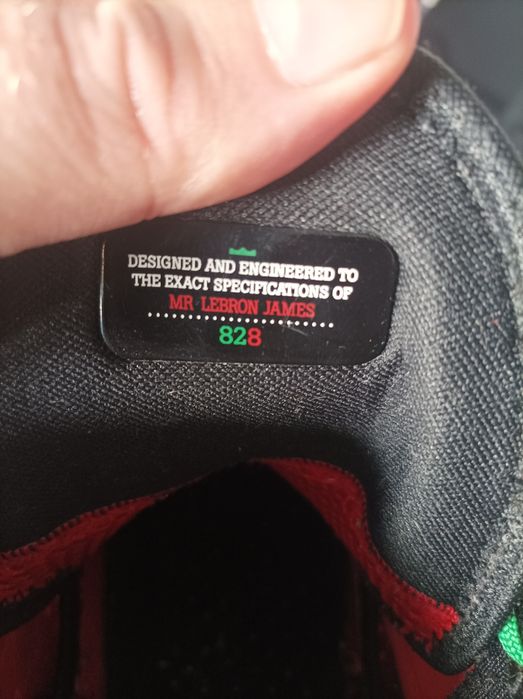 DESIGNED AND ENGINEERED TO
THE EXACT SPECIFICATIONS OF
MR LEBRON JAMES
828